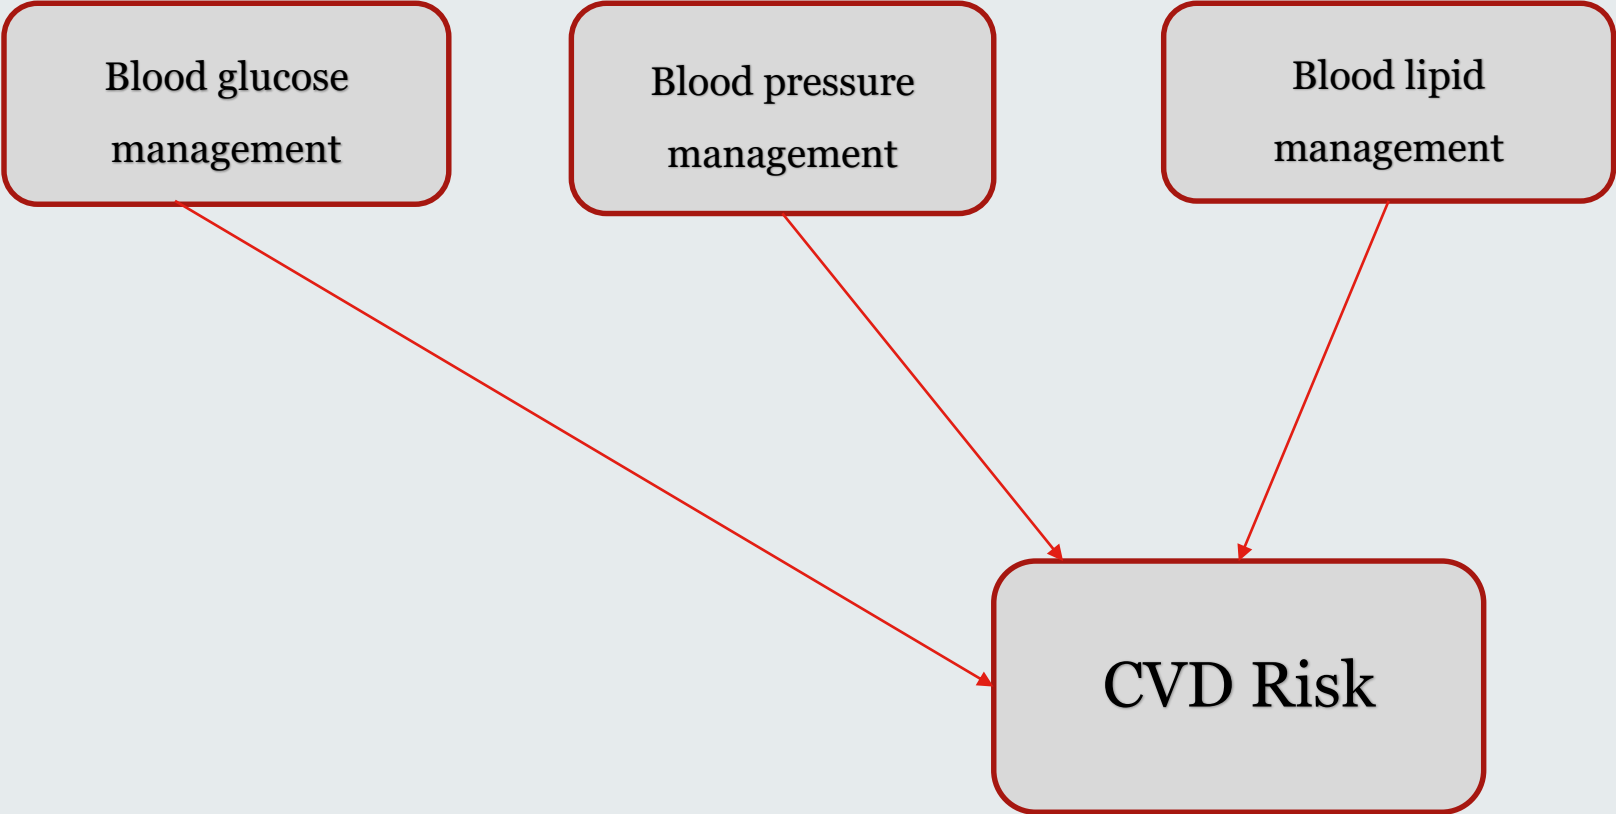 Blood glucose
management
Blood pressure
management
Blood lipid
management
CVD Risk